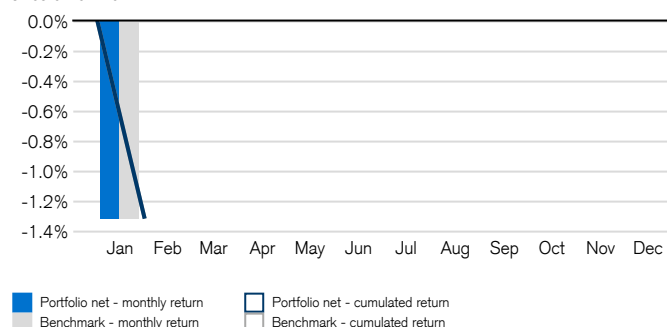 0.0%
-0.2%
-0.4%
-0.6%
-0.8%
-1.0%
-1.2%
-1.4%
Jan Feb Mar Apr May Jun Jul Aug Sep Oct Nov Dec
Portfolio net - monthly return Portfolio net - cumulated return
Benchmark - monthly return Benchmark - cumulated return